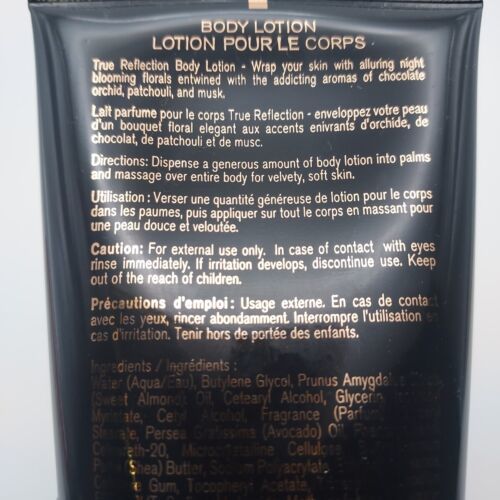 BODY LOTION
LOTION POUR LE CORPS
True Reflection Body Lotion - Wrap your skin with alluring night
blooming florals entwined with the addicting aromas of chocolate
orchid, patchouli, and musk.
Lait parfume pour le corps True Reflection - enveloppez votre peau
d'un bouquet floral elegant aux accents enivrants d'orchide, de
chocolat, de patchouli et de musc.
Directions: Dispense a generous amount of body lotion into palms
and massage over entire body for velvety, soft skin.
Utilisation : Verser une quantité généreuse de lotion pour le corps
dans les paumes, puis appliquer sur tout le corps en massant pour
une peau douce et veloutée.
Caution: For external use only. In case of contact with eyes
rinse immediately. If irritation develops, discontinue use. Keep
out of the reach of children.
Précautions d'emploi: Usage externe. En cas de contact
avec les yeux, rincer abondamment. Interrompre l'utilisation
cas d'irritation. Tenir hors de portée des enfants.
Ingredients / Ingrédients :
Water (Aqua/Eau), Butylene Glycol, Prunus
(Sweet Almond) Oil, Cetearyl Alcohol, Glycerin,
Cetyl Alcohol, Fragrance
Persea Gratissima (Avocado) Oil,
Microcrystalline Cellulose
(Shea) Butter, Sodium Polyacrylate,
Gum, Tocopheryl Acetate,